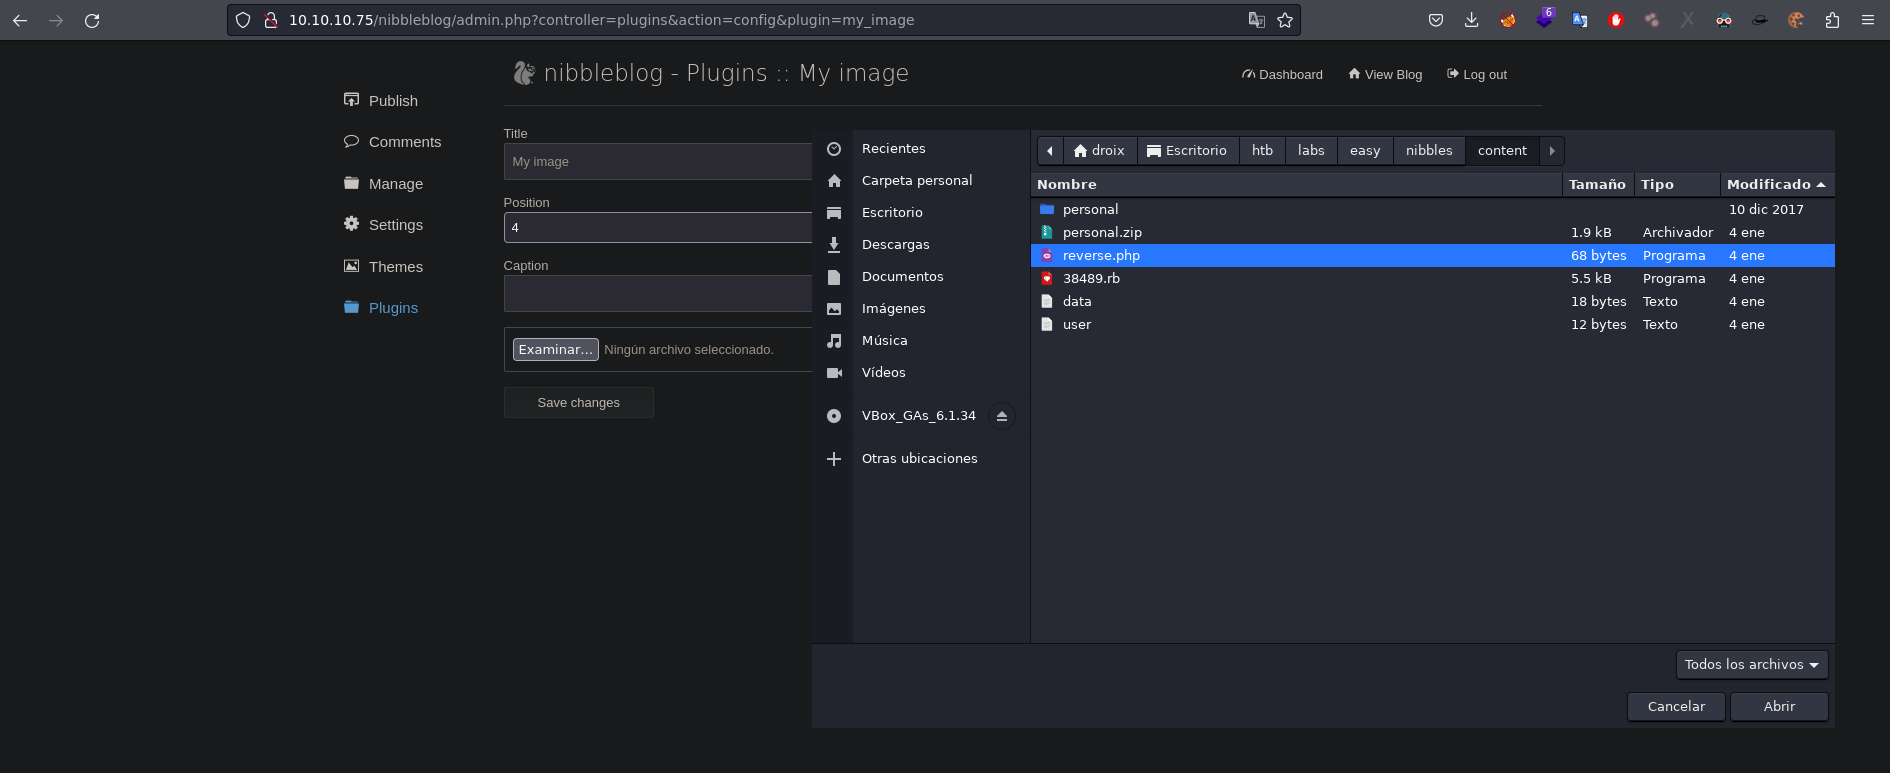 10.10.10.75/nibbleblog/admin.php?controller=plugins&action=config&plugin=my_image
6
nibbleblog - Plugins :: My image
Dashboard View Blog Log out
Publish
Comments
Manage
Settings
Themes
Plugins
Title
My image
Position
4
Caption
Examinar... Ningún archivo seleccionado.
Save changes
Recientes
Carpeta personal
Escritorio
Descargas
Documentos
Imágenes
Música
Vídeos
VBox_GAs_6.1.34
Otras ubicaciones
droix Escritorio htb labs easy nibbles content
Nombre Tamaño Tipo Modificado
personal 10 dic 2017
personal.zip 1.9 kB Archivador 4 ene
reverse.php 68 bytes Programa 4 ene
38489.rb 5.5 kB Programa 4 ene
data 18 bytes Texto 4 ene
user 12 bytes Texto 4 ene
Todos los archivos
Cancelar Abrir